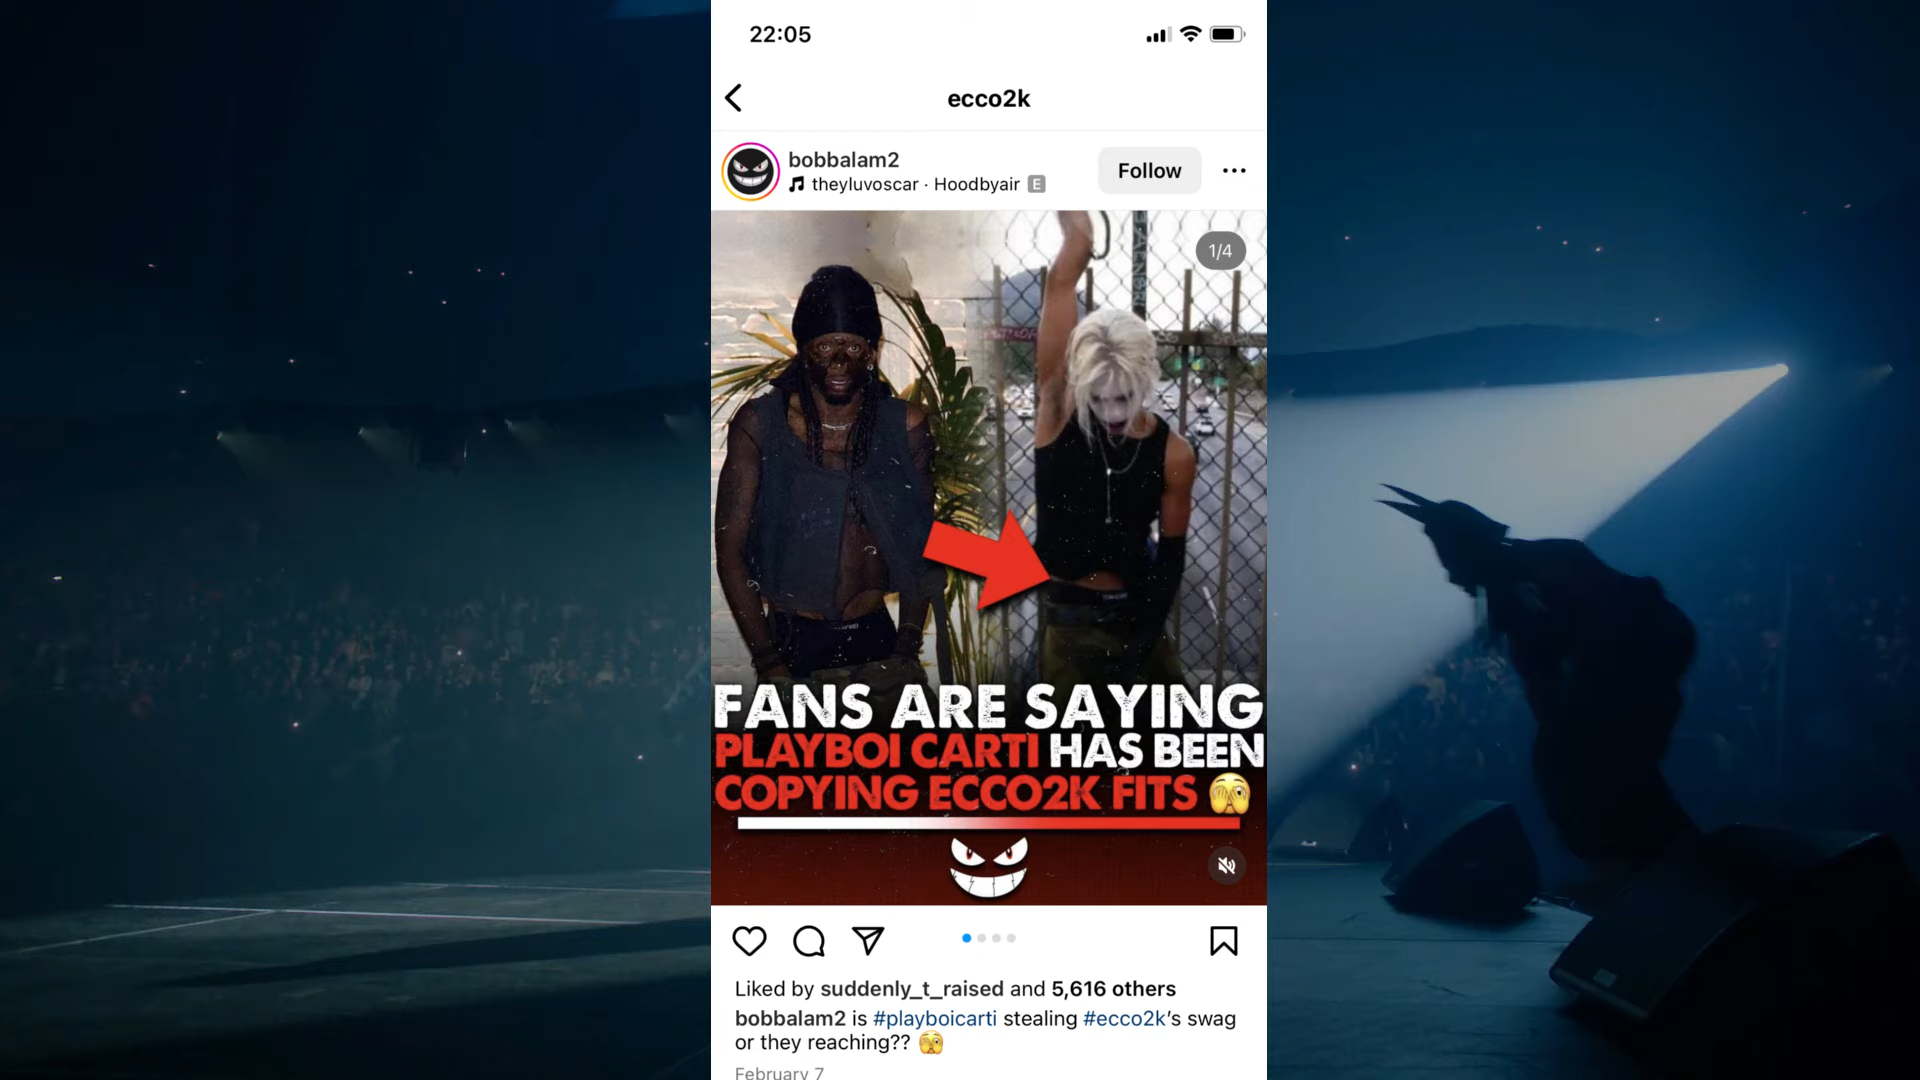 22:05
ecco2k
bobbalam2
Follow
theyluvoscar · Hoodbyair E
1/4
FANS ARE SAYING
PLAYBOI CARTI HAS BEEN
COPYING ECCO2K FITS 🫣
Liked by suddenly_t_raised and 5,616 others
bobbalam2 is #playboicarti stealing #ecco2k's swag
or they reaching?? 🫣
February 7